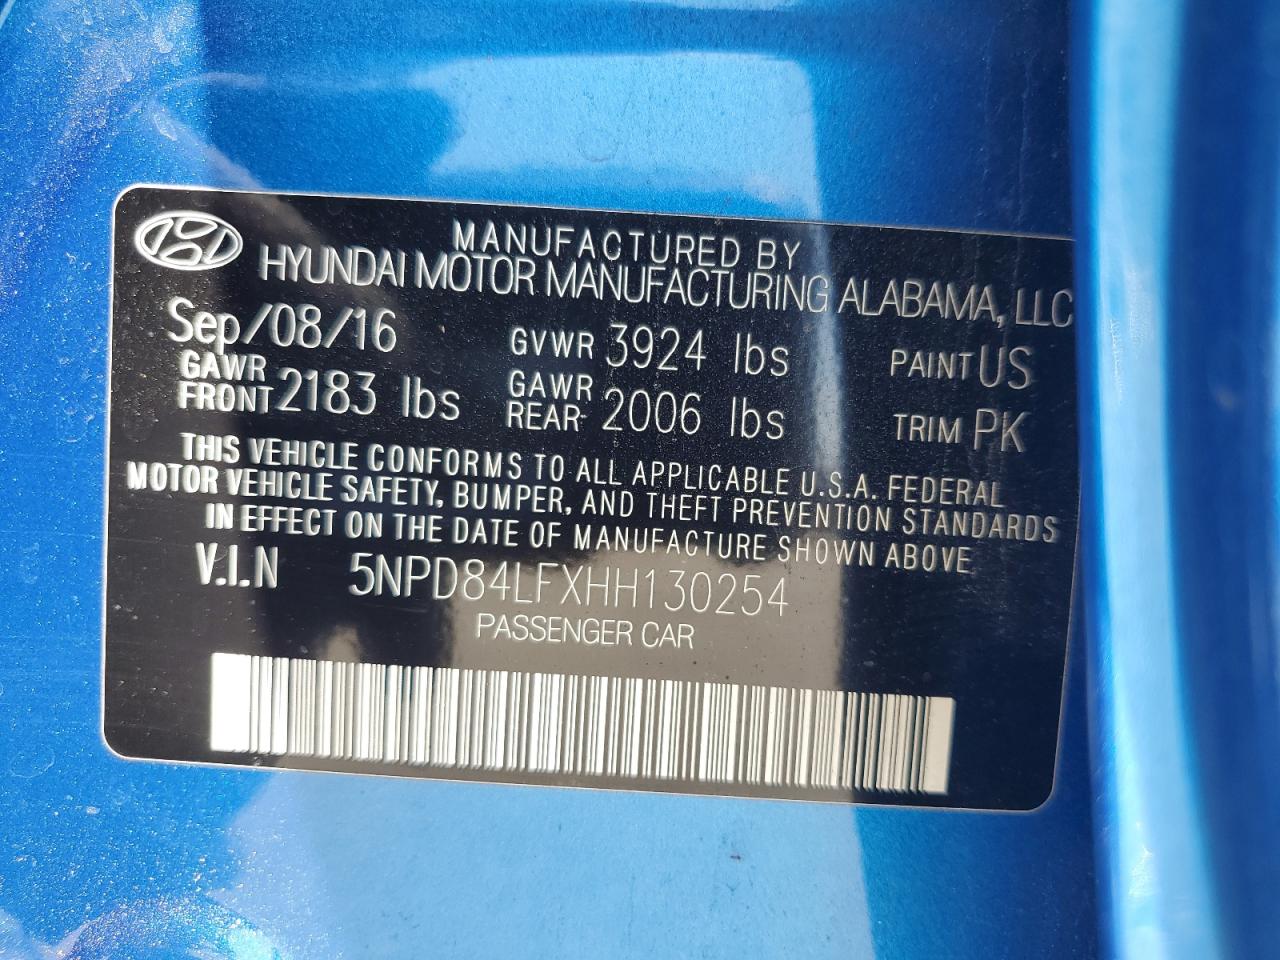 MANUFACTURED BY
HYUNDAI MOTOR MANUFACTURING ALABAMA, LLC
Sep/08/16 GVWR 3924 lbs PAINT US
GAWR FRONT 2183 lbs GAWR REAR 2006 lbs TRIM PK
THIS VEHICLE CONFORMS TO ALL APPLICABLE U.S.A. FEDERAL
MOTOR VEHICLE SAFETY, BUMPER, AND THEFT PREVENTION STANDARDS
IN EFFECT ON THE DATE OF MANUFACTURE SHOWN ABOVE
V.I.N 5NPD84LFXHH130254
PASSENGER CAR